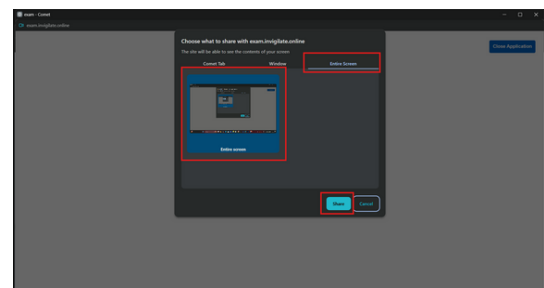 exam - Comet
exam.invigilate.online
Close Application
Choose what to share with exam.invigilate.online
The site will be able to see the contents of your screen
Comet Tab
Window
Entire Screen
Entire screen
Share
Cancel